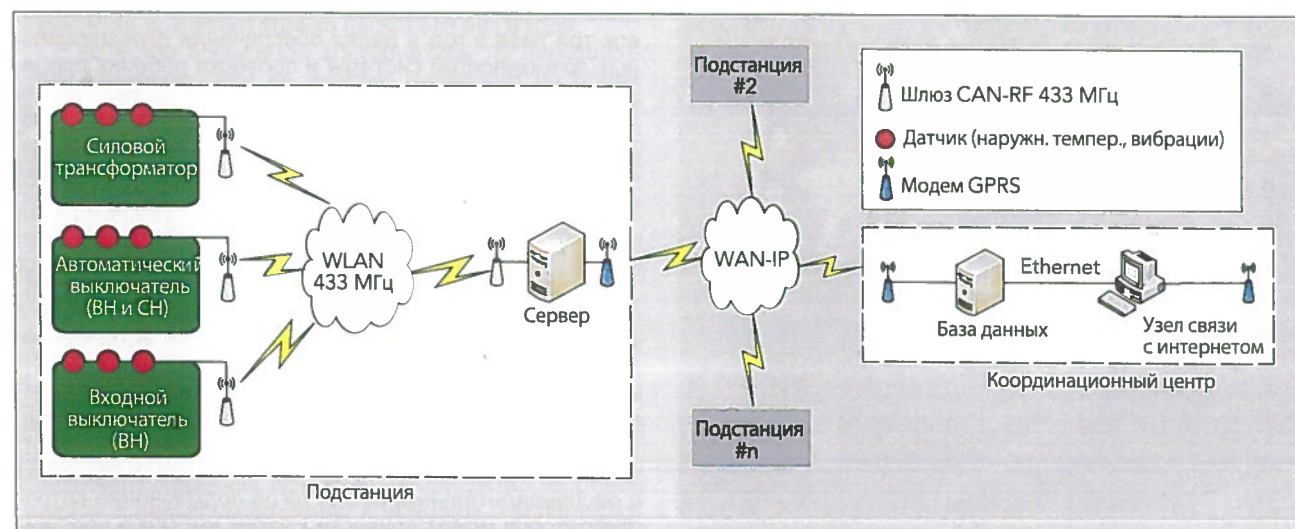 Силовой
трансформатор
Автоматический
выключатель
(ВН и СН)
Входной
выключатель
(ВН)
WLAN
433 МГц
Сервер
Подстанция
Подстанция
#2
WAN-IP
Подстанция
#n
Шлюз CAN-RF 433 МГц
Датчик (наружн. темпер., вибрации)
Модем GPRS
Ethernet
База данных
Узел связи
с интернетом
Координационный центр